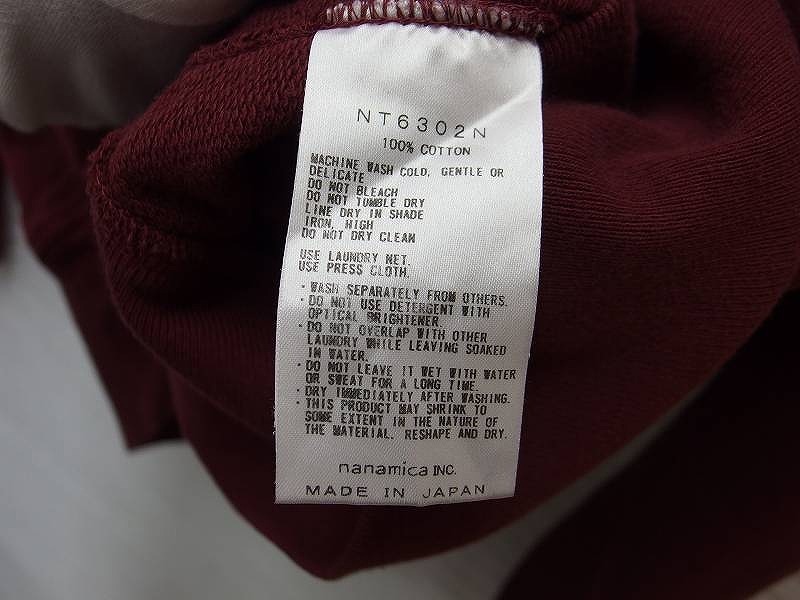 NT6302N
100% COTTON
MACHINE WASH COLD, GENTLE OR
DELICATE
DO NOT BLEACH
DO NOT TUMBLE DRY
LINE DRY IN SHADE
IRON, HIGH
DO NOT DRY CLEAN
USE LAUNDRY NET.
USE PRESS CLOTH.
・WASH SEPARATELY FROM OTHERS.
・DO NOT USE DETERGENT WITH
OPTICAL BRIGHTENER.
・DO NOT OVERLAP WITH OTHER
LAUNDRY WHILE LEAVING SOAKED
IN WATER.
・DO NOT LEAVE IT WET WITH WATER
OR SWEAT FOR A LONG TIME.
・DRY IMMEDIATELY AFTER WASHING.
・THIS PRODUCT MAY SHRINK TO
SOME EXTENT IN THE NATURE OF
THE MATERIAL. RESHAPE AND DRY.
nanamica INC.
MADE IN JAPAN